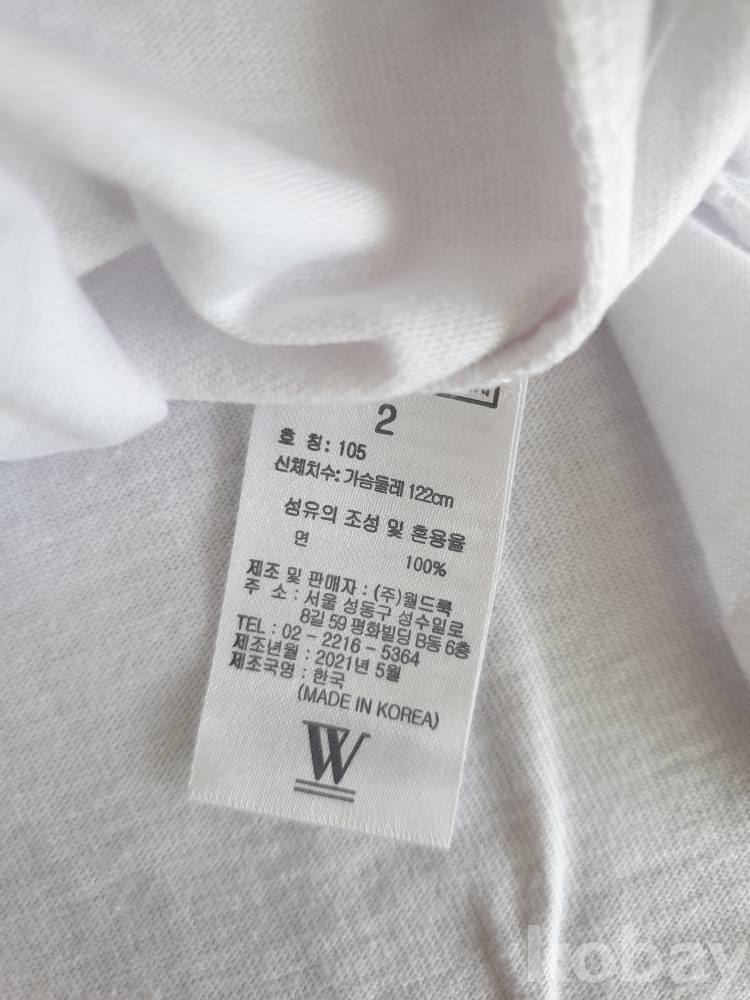 2
호 칭: 105
신체치수: 가슴둘레 122cm
섬유의 조성 및 혼용율
면 100%
제조 및 판매자 : (주)월드룩
주 소 : 서울 성동구 성수일로
8길 59 평화빌딩 B동 6층
TEL : 02 - 2216 - 5364
제조년월 : 2021년 5월
제조국명 : 한국
(MADE IN KOREA)
W
kobay